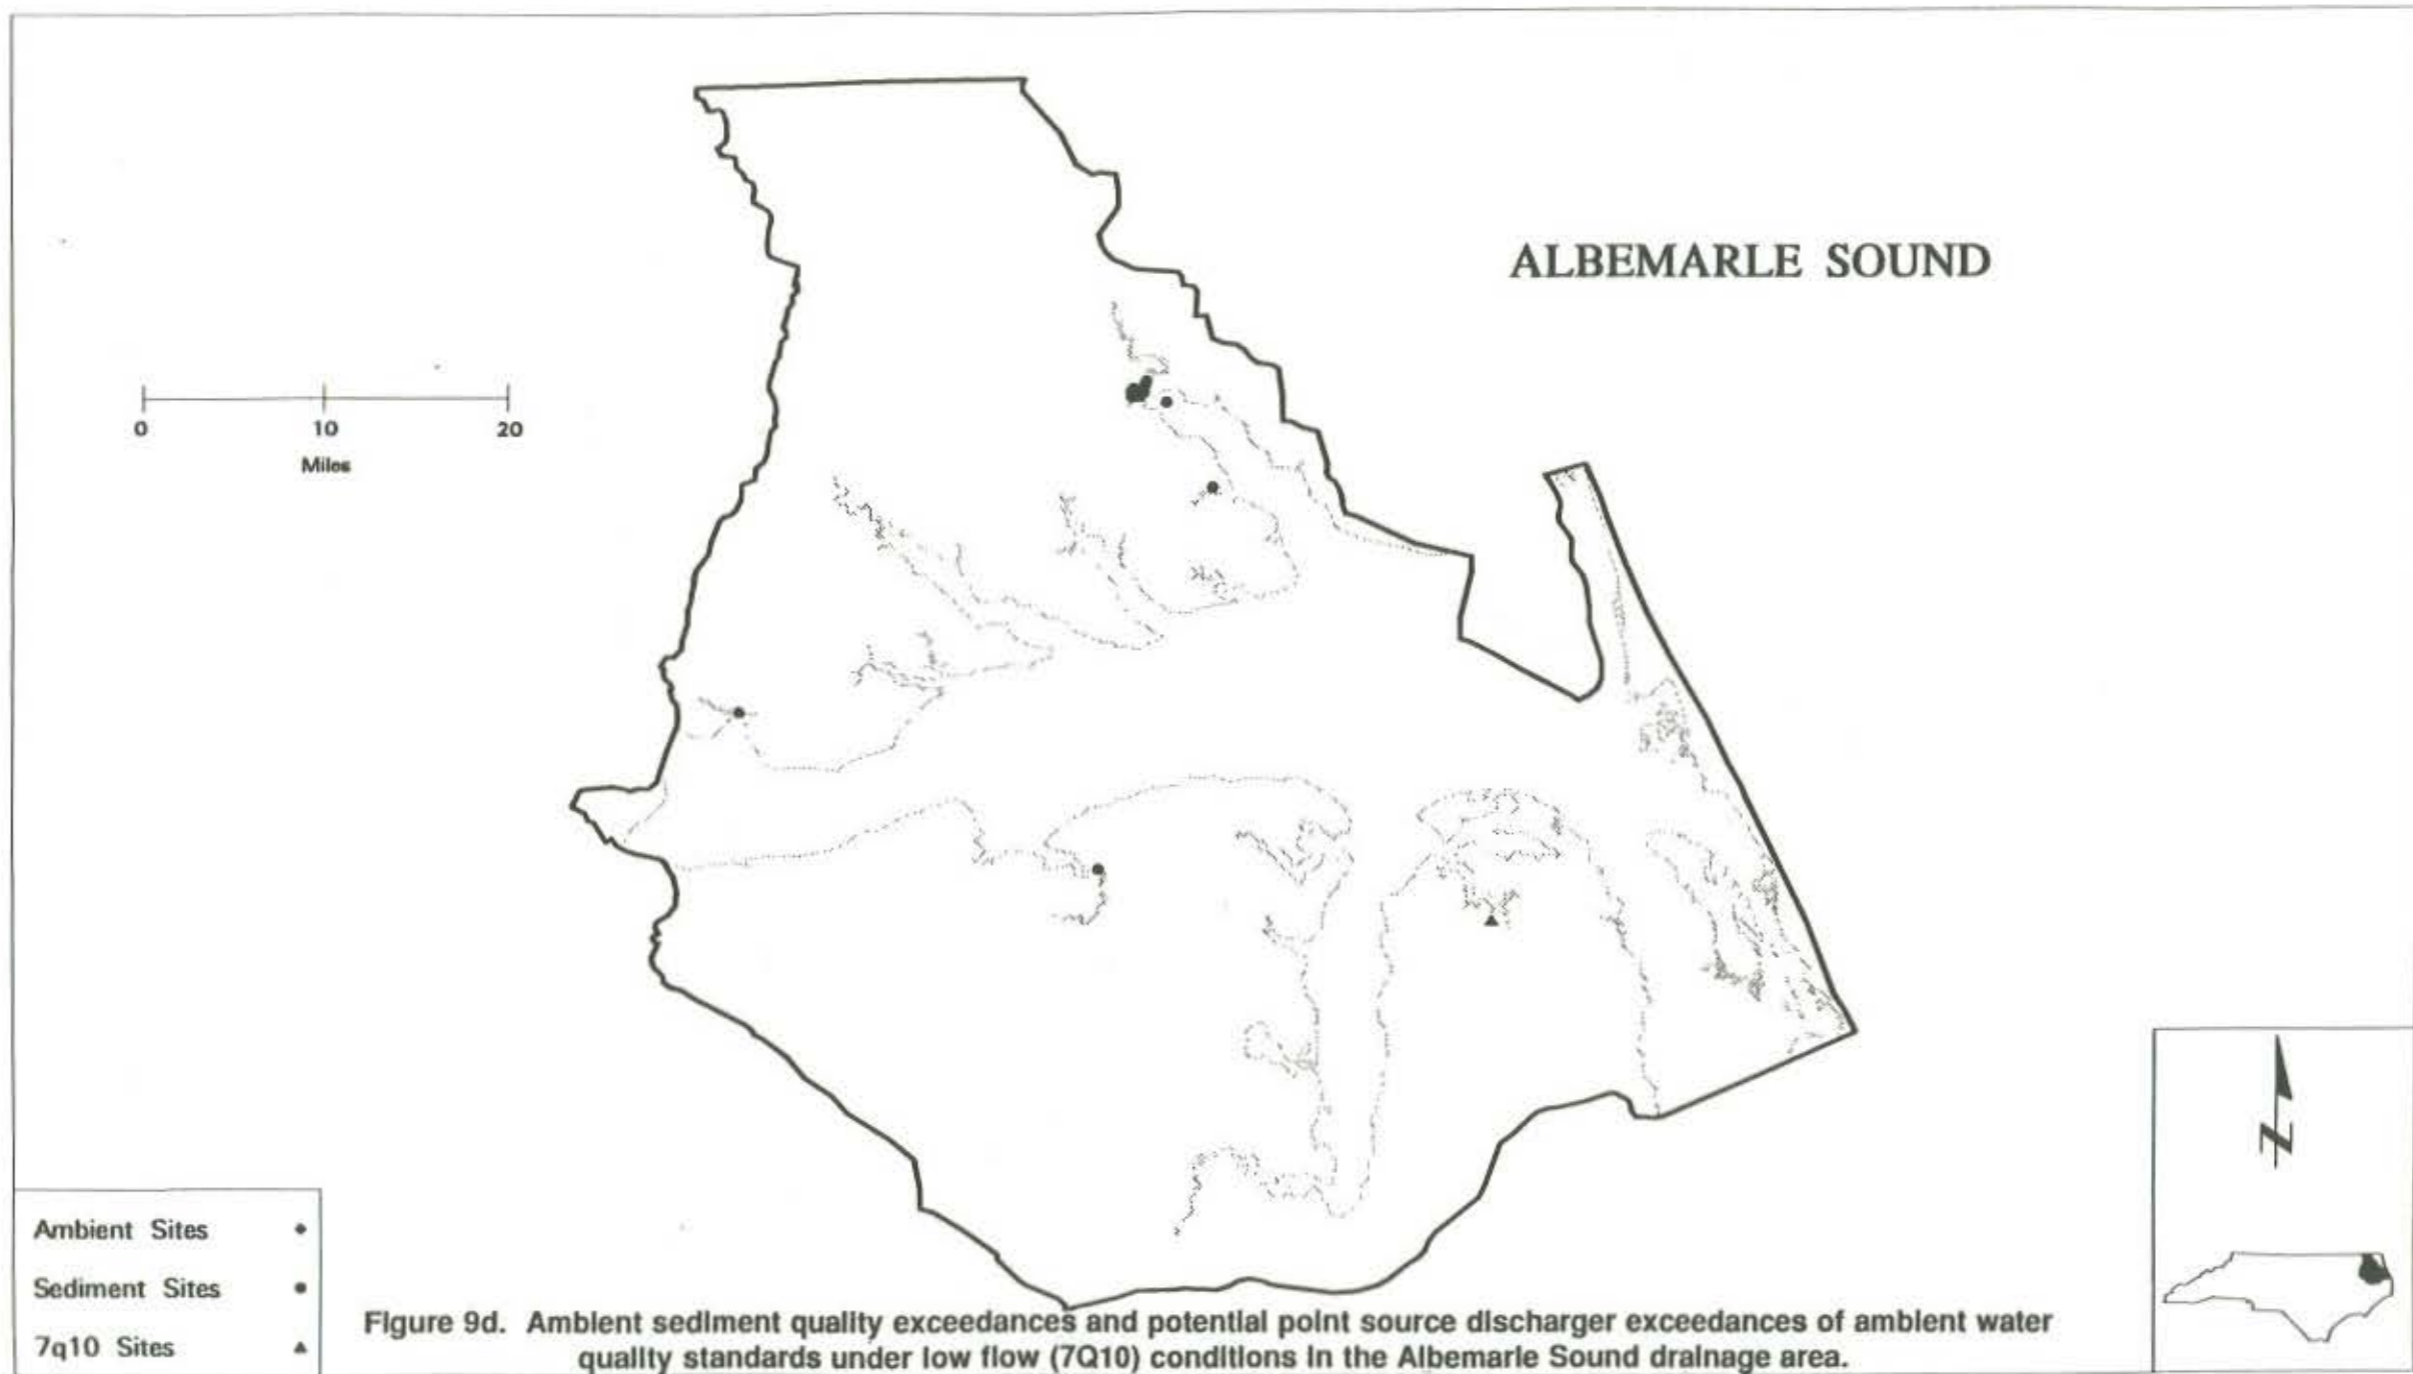 ALBEMARLE SOUND
0 10 20
Miles
Ambient Sites
Sediment Sites
7q10 Sites
N
Figure 9d. Ambient sediment quality exceedances and potential point source discharger exceedances of ambient water
quality standards under low flow (7Q10) conditions in the Albemarle Sound drainage area.